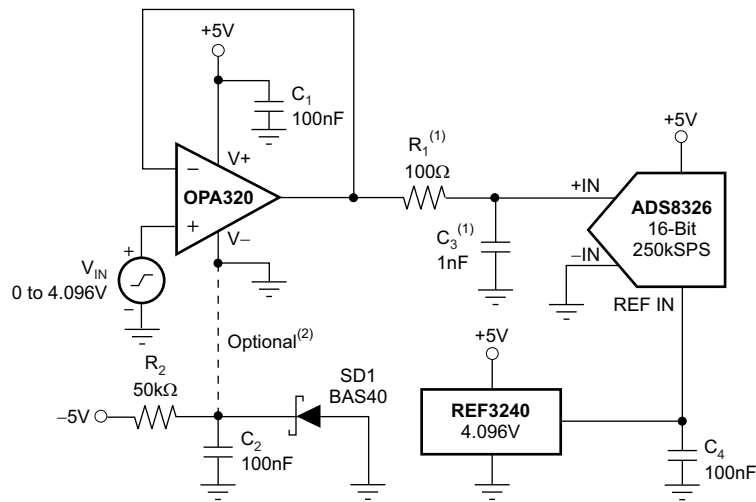 +5V
C1
100nF
V+
−
OPA320
+
V−
+
VIN
0 to 4.096V
−
R1(1)
100Ω
C3(1)
1nF
+5V
+IN
ADS8326
16-Bit
250kSPS
−IN
REF IN
Optional(2)
R2
50kΩ
−5V
C2
100nF
SD1
BAS40
+5V
REF3240
4.096V
C4
100nF